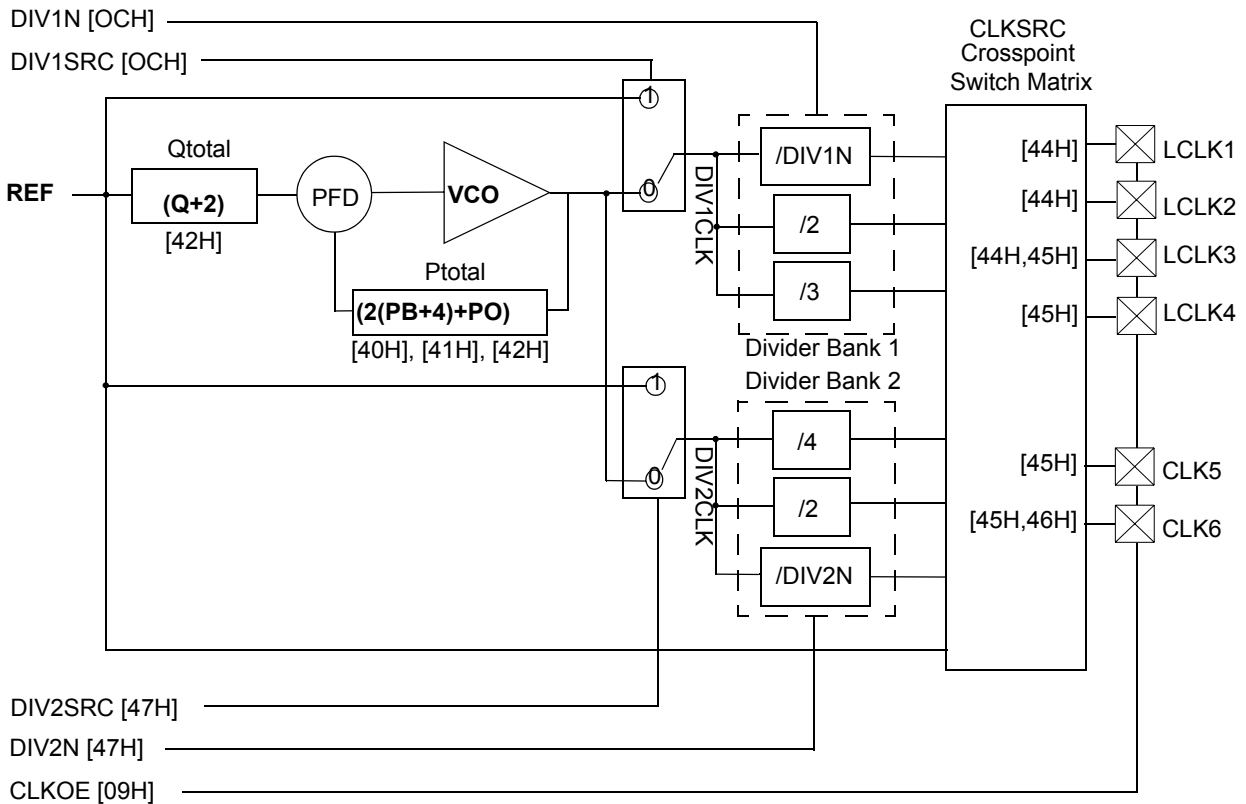 DIV1N [OCH]
DIV1SRC [OCH]
CLKSRC
Crosspoint
Switch Matrix
1
Qtotal
/DIV1N
[44H]
LCLK1
REF
(Q+2)
PFD
VCO
0
DIV1CLK
[44H]
LCLK2
[42H]
/2
[44H,45H]
LCLK3
Ptotal
/3
(2(PB+4)+PO)
[45H]
LCLK4
[40H], [41H], [42H]
Divider Bank 1
Divider Bank 2
1
/4
0
DIV2CLK
[45H]
CLK5
/2
[45H,46H]
CLK6
/DIV2N
DIV2SRC [47H]
DIV2N [47H]
CLKOE [09H]